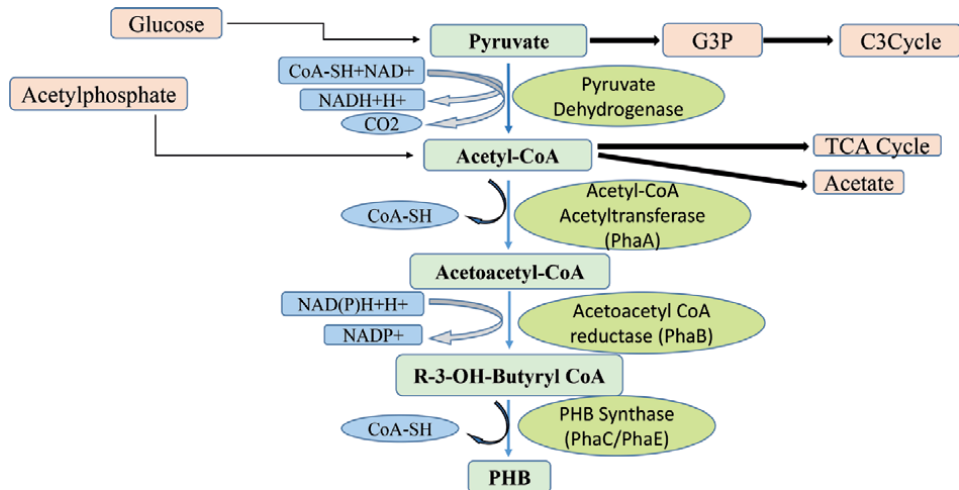 Glucose
Pyruvate
G3P
C3Cycle
CoA-SH+NAD+
Pyruvate
Dehydrogenase
Acetylphosphate
NADH+H+
CO2
Acetyl-CoA
TCA Cycle
Acetate
Acetyl-CoA
Acetyltransferase
(PhaA)
CoA-SH
Acetoacetyl-CoA
NAD(P)H+H+
NADP+
Acetoacetyl CoA
reductase (PhaB)
R-3-OH-Butyryl CoA
PHB Synthase
(PhaC/PhaE)
CoA-SH
PHB